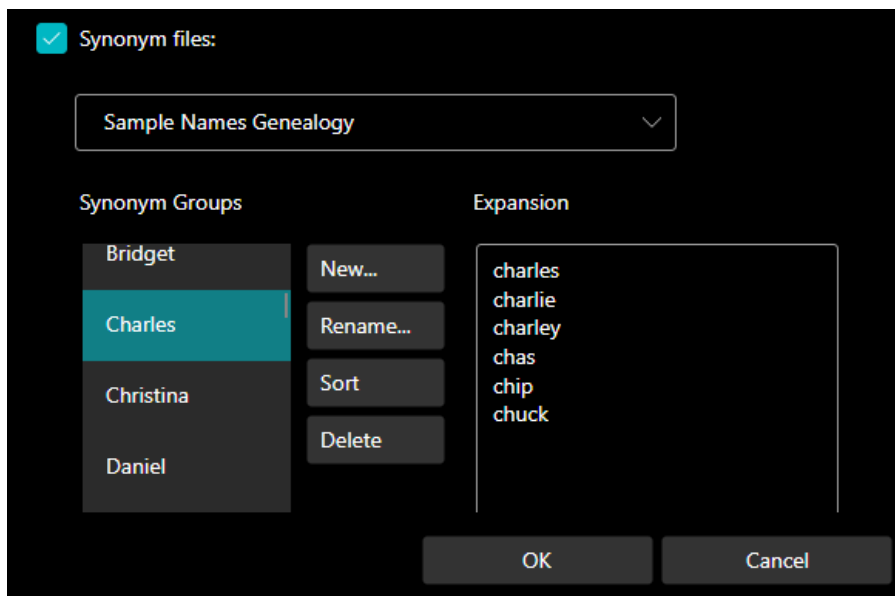 Synonym files:
Sample Names Genealogy
Synonym Groups
Expansion
Bridget
Charles
Christina
Daniel
New...
Rename...
Sort
Delete
charles
charlie
charley
chas
chip
chuck
OK
Cancel